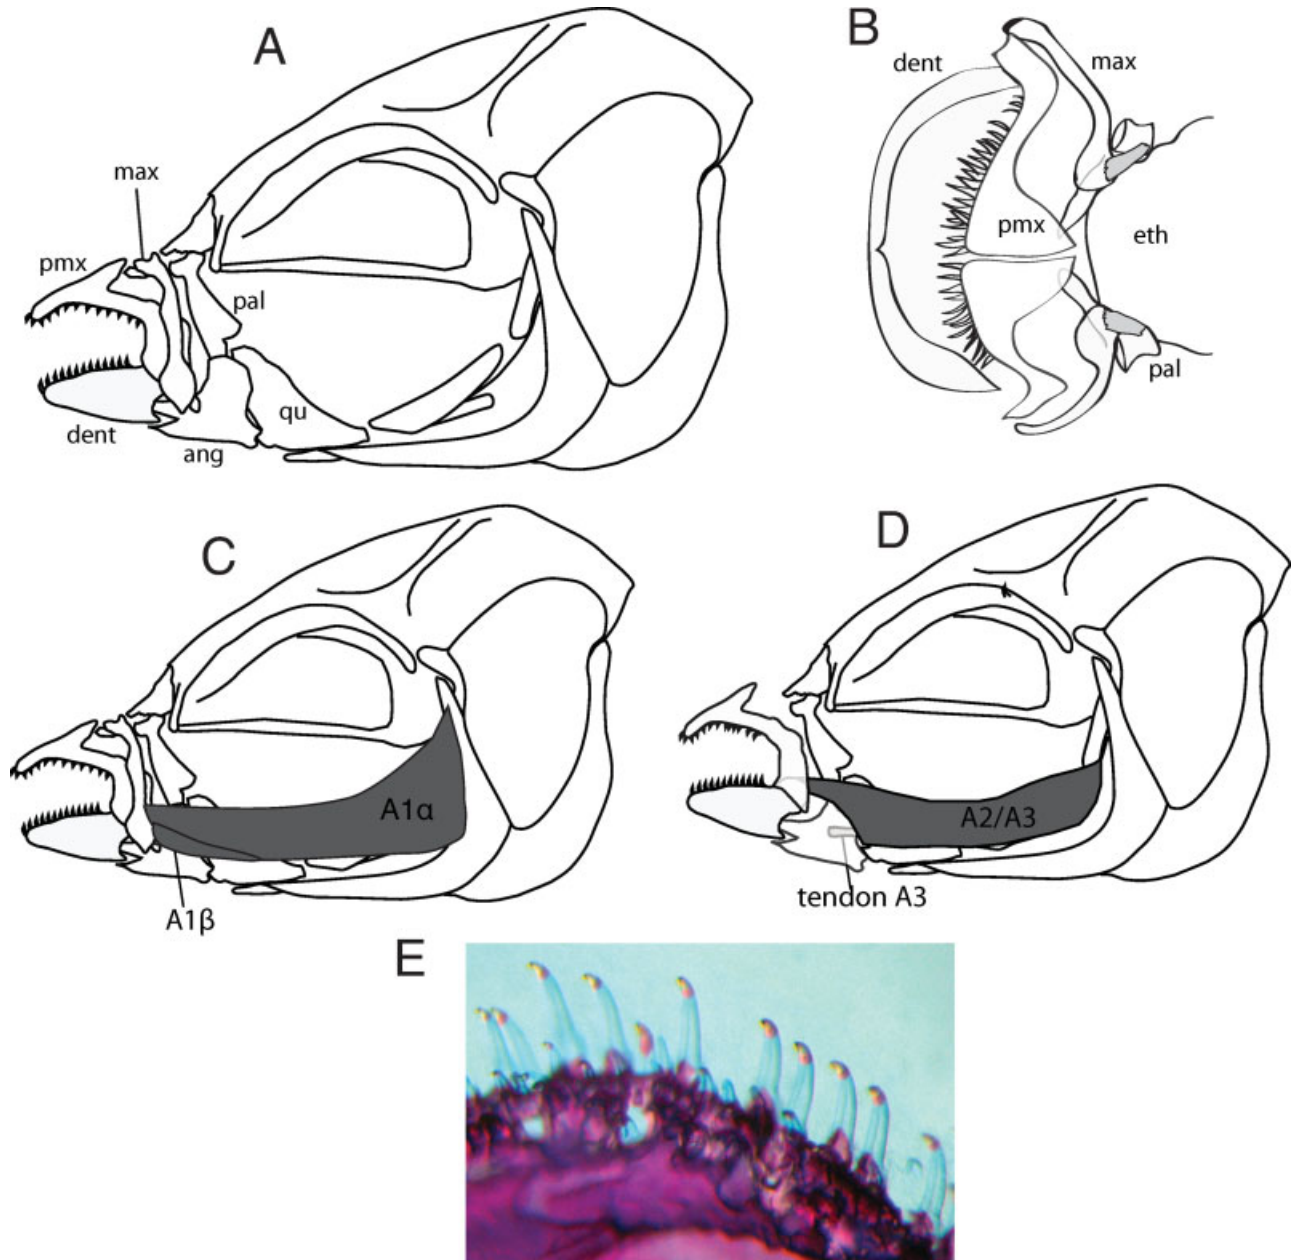 A
max
pmx
pal
qu
dent
ang
B
dent
max
pmx
eth
pal
C
A1α
A1β
D
A2/A3
tendon A3
E